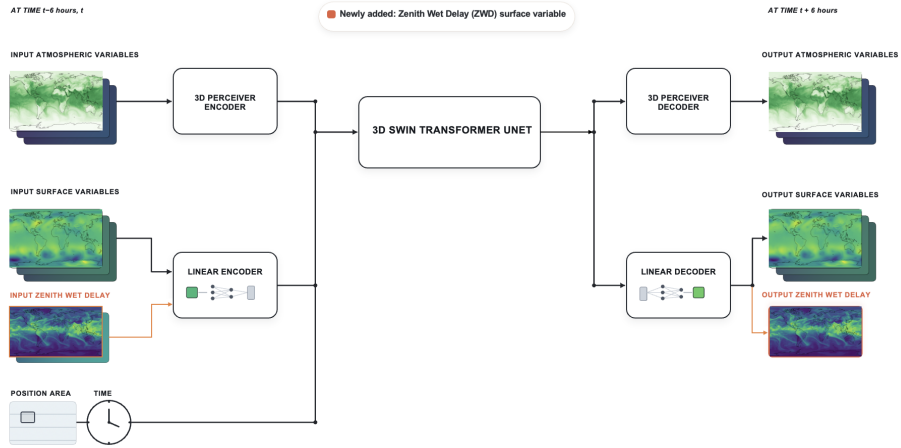 AT TIME t−6 hours, t
Newly added: Zenith Wet Delay (ZWD) surface variable
AT TIME t + 6 hours
INPUT ATMOSPHERIC VARIABLES
OUTPUT ATMOSPHERIC VARIABLES
3D PERCEIVER
ENCODER
3D SWIN TRANSFORMER UNET
3D PERCEIVER
DECODER
INPUT SURFACE VARIABLES
OUTPUT SURFACE VARIABLES
LINEAR ENCODER
LINEAR DECODER
INPUT ZENITH WET DELAY
OUTPUT ZENITH WET DELAY
POSITION AREA
TIME